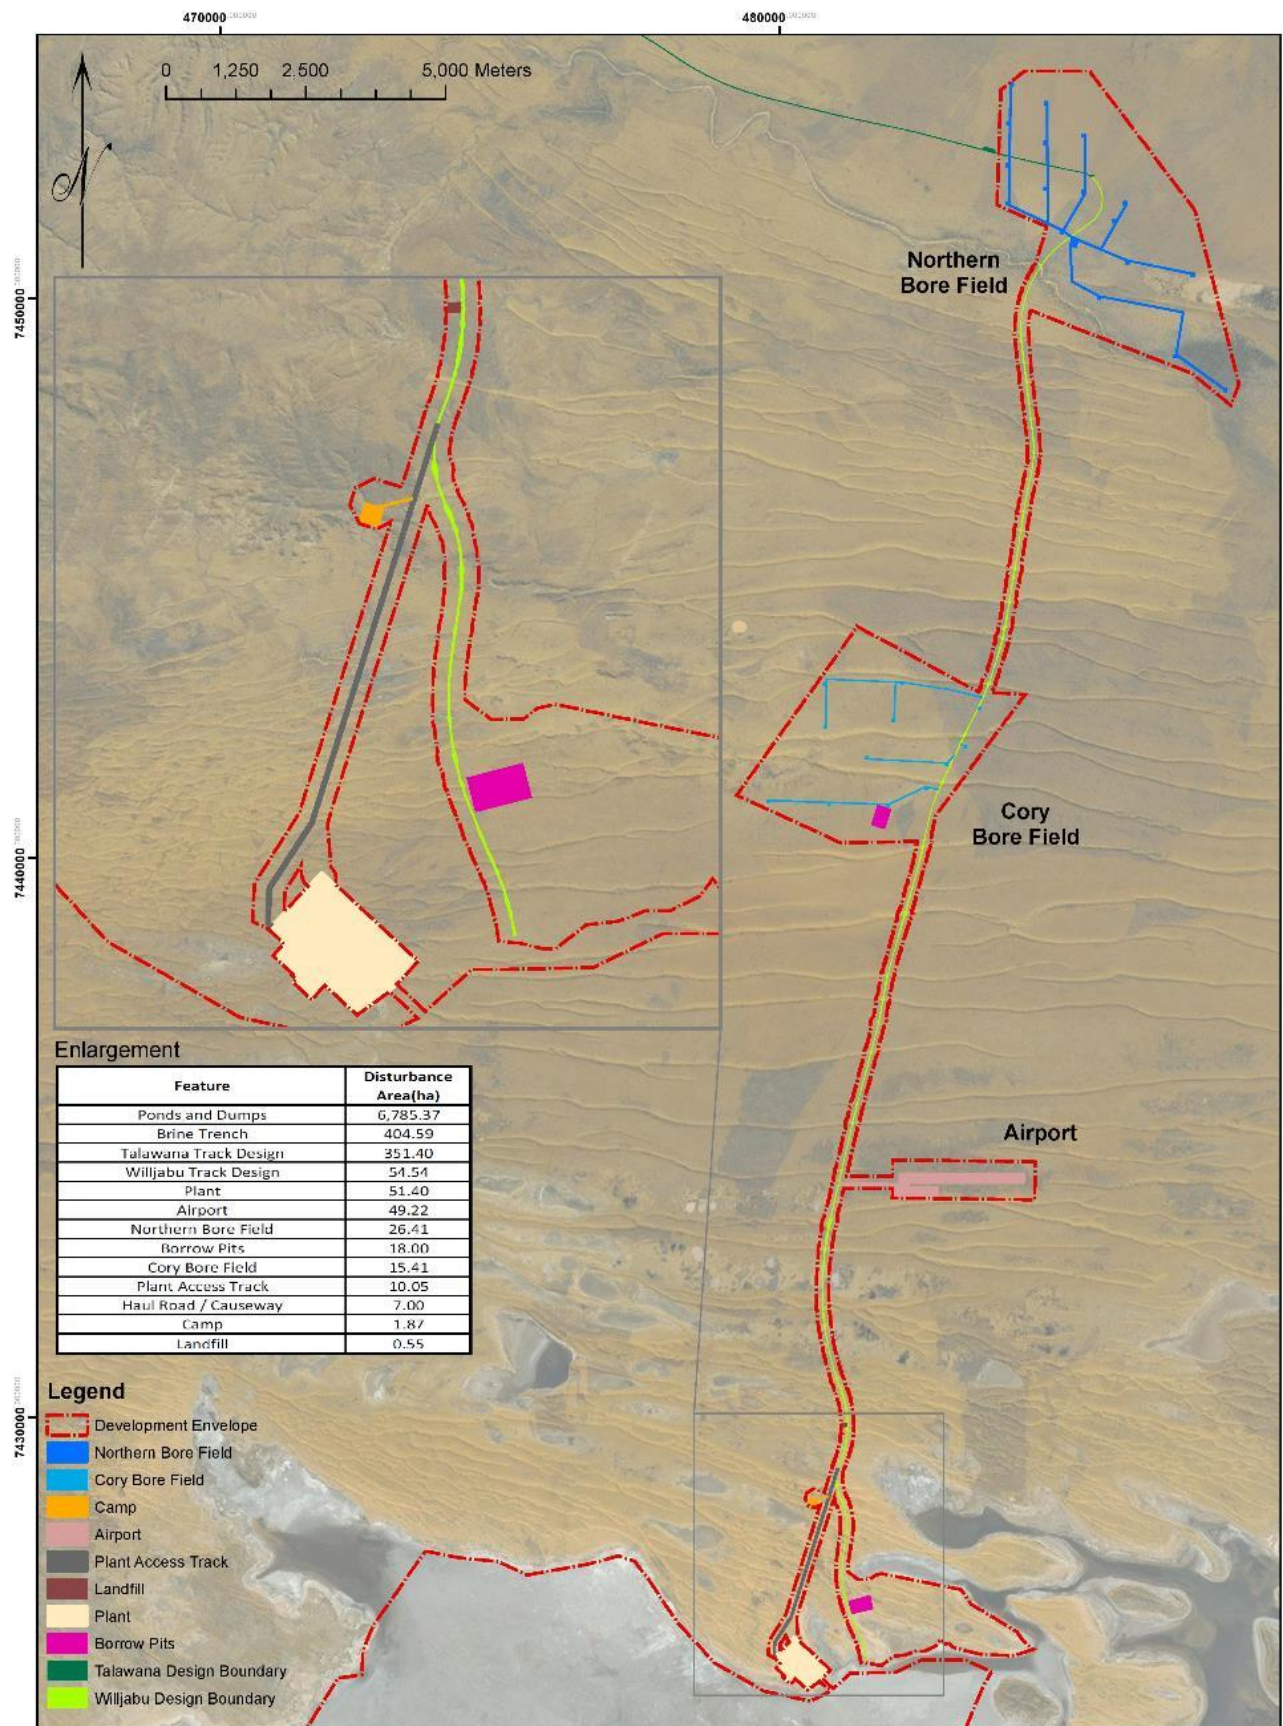 470000
480000
0 1,250 2,500 5,000 Meters
N
7450000
Northern
Bore Field
Cory
Bore Field
7440000
Enlargement
Feature Disturbance Area(ha)
Ponds and Dumps 6,785.37
Brine Trench 404.59
Talawana Track Design 351.40
Willjabu Track Design 54.54
Plant 51.40
Airport 49.22
Northern Bore Field 26.41
Borrow Pits 18.00
Cory Bore Field 15.41
Plant Access Track 10.05
Haul Road / Causeway 7.00
Camp 1.87
Landfill 0.55
Airport
7430000
Legend
Development Envelope
Northern Bore Field
Cory Bore Field
Camp
Airport
Plant Access Track
Landfill
Plant
Borrow Pits
Talawana Design Boundary
Willjabu Design Boundary